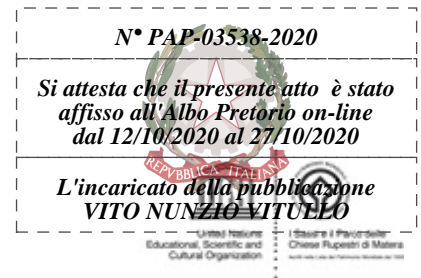 N° PAP-03538-2020
Si attesta che il presente atto è stato
affisso all'Albo Pretorio on-line
dal 12/10/2020 al 27/10/2020
L'incaricato della pubblicazione
VITO NUNZIO VITULLO
REPVBBLICA ITALIANA
United Nations
Educational, Scientific and
Cultural Organization
I Sassi e il Parco delle
Chiese Rupestri di Matera